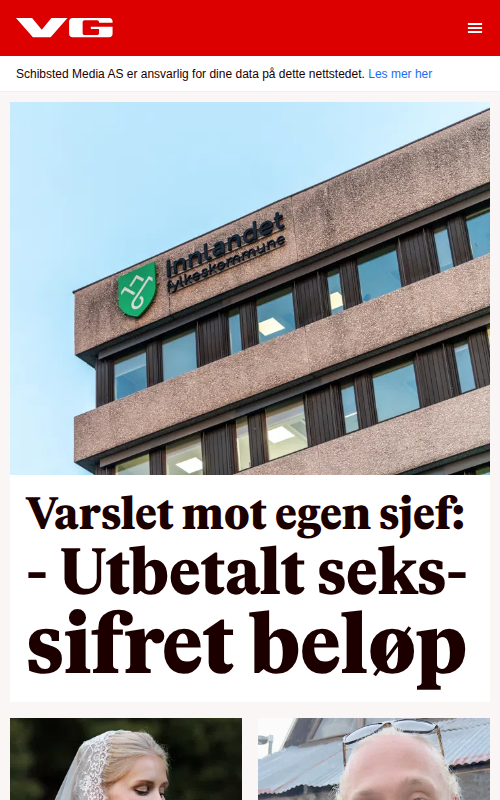 VG
Schibsted Media AS er ansvarlig for dine data på dette nettstedet. Les mer her
Innlandet
fylkeskommune
Varslet mot egen sjef:
- Utbetalt seks-
sifret beløp